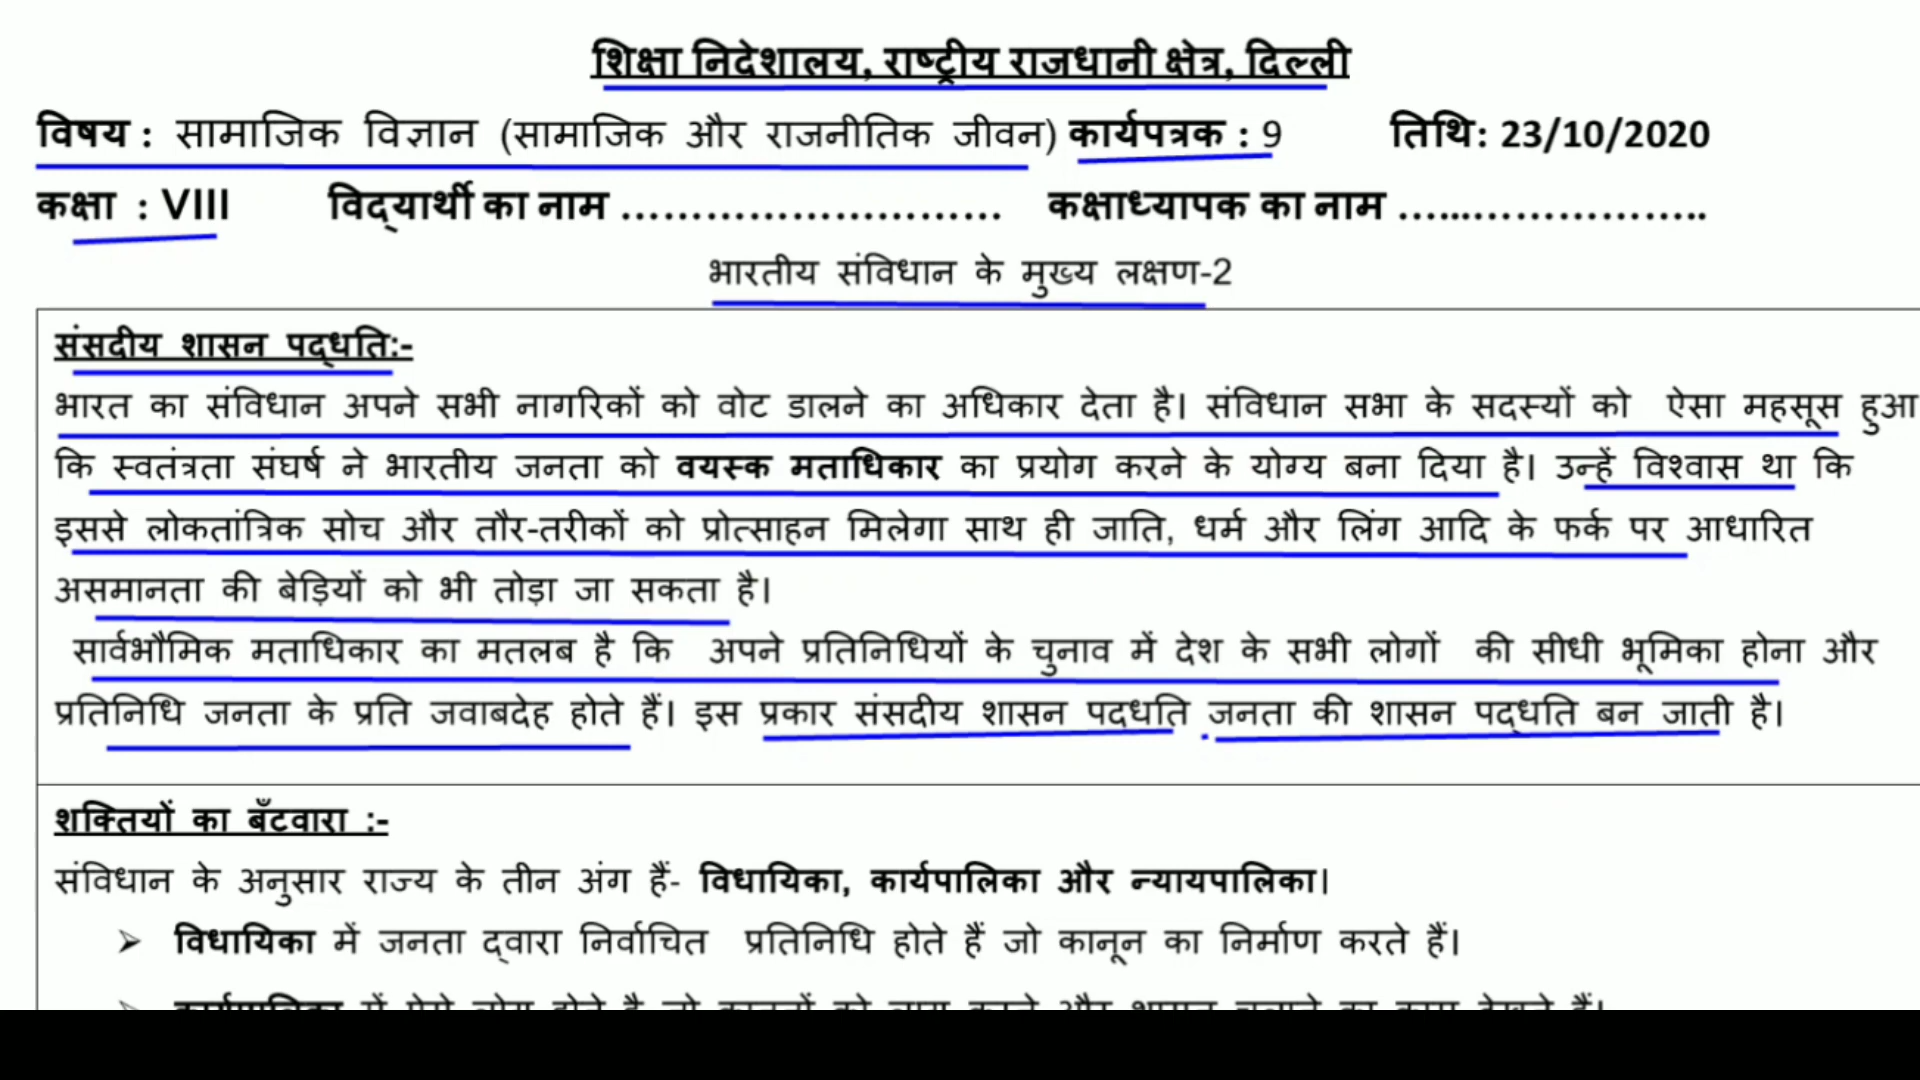 शिक्षा निदेशालय, राष्ट्रीय राजधानी क्षेत्र, दिल्ली
विषय : सामाजिक विज्ञान (सामाजिक और राजनीतिक जीवन) कार्यपत्रक : 9 तिथि: 23/10/2020
कक्षा : VIII विद्यार्थी का नाम ........................... कक्षाध्यापक का नाम ........................
भारतीय संविधान के मुख्य लक्षण-2
संसदीय शासन पद्धति:-
भारत का संविधान अपने सभी नागरिकों को वोट डालने का अधिकार देता है। संविधान सभा के सदस्यों को ऐसा महसूस हुआ
कि स्वतंत्रता संघर्ष ने भारतीय जनता को वयस्क मताधिकार का प्रयोग करने के योग्य बना दिया है। उन्हें विश्वास था कि
इससे लोकतांत्रिक सोच और तौर-तरीकों को प्रोत्साहन मिलेगा साथ ही जाति, धर्म और लिंग आदि के फर्क पर आधारित
असमानता की बेड़ियों को भी तोड़ा जा सकता है।
सार्वभौमिक मताधिकार का मतलब है कि अपने प्रतिनिधियों के चुनाव में देश के सभी लोगों की सीधी भूमिका होना और
प्रतिनिधि जनता के प्रति जवाबदेह होते हैं। इस प्रकार संसदीय शासन पद्धति जनता की शासन पद्धति बन जाती है।
शक्तियों का बँटवारा :-
संविधान के अनुसार राज्य के तीन अंग हैं- विधायिका, कार्यपालिका और न्यायपालिका।
➢ विधायिका में जनता द्वारा निर्वाचित प्रतिनिधि होते हैं जो कानून का निर्माण करते हैं।